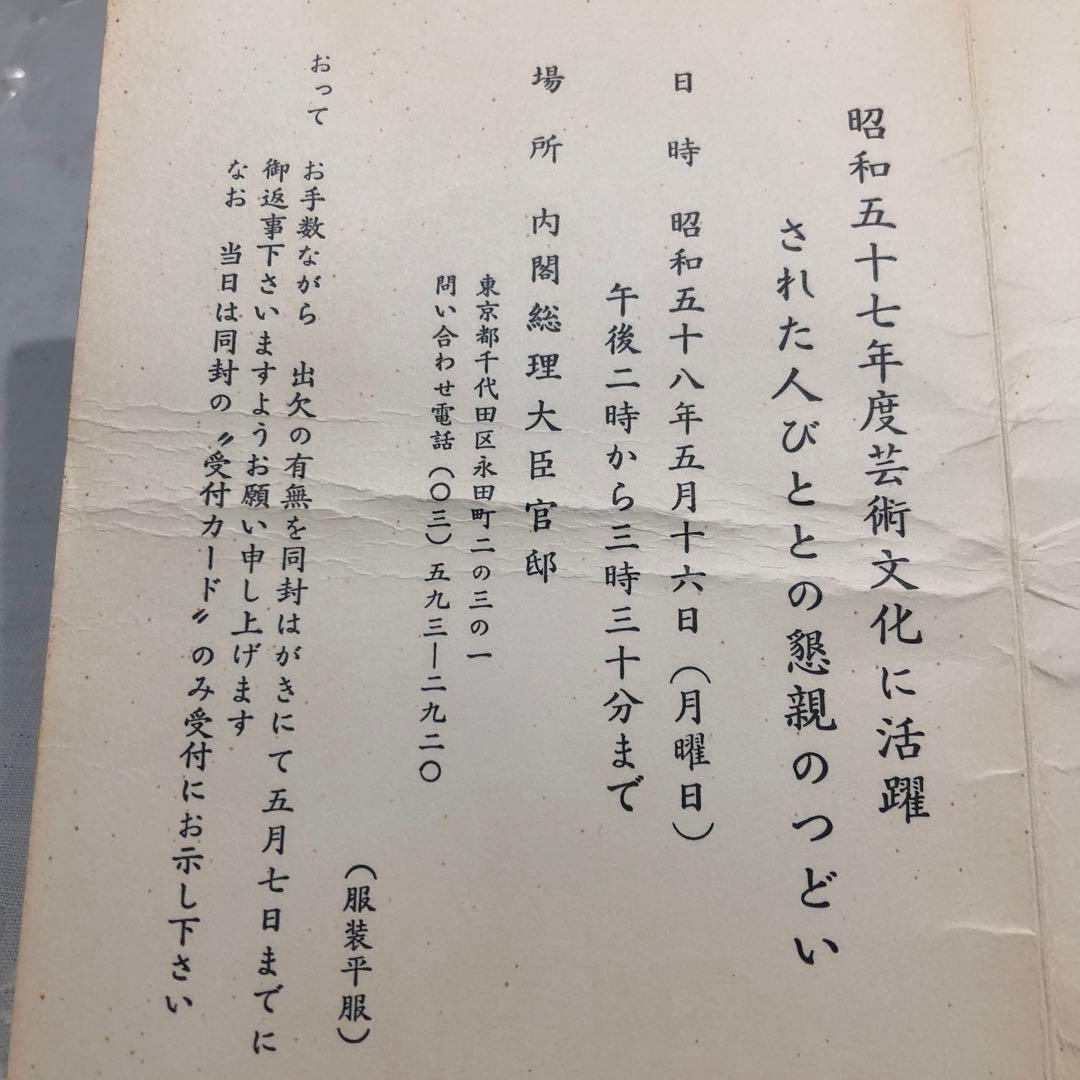 昭和五十七年度芸術文化に活躍
された人びととの懇親のつどい
日時 昭和五十八年五月十六日(月曜日)
午後二時から三時三十分まで
場所 内閣総理大臣官邸
東京都千代田区永田町二の三の一
問い合わせ電話(〇三)五九三―二九二〇
(服装平服)
おって お手数ながら 出欠の有無を同封はがきにて五月七日までに
御返事下さいますようお願い申し上げます
なお 当日は同封の〝受付カード〟のみ受付にお示し下さい